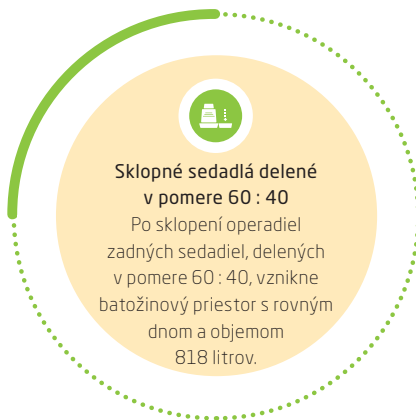 Sklopné sedadlá delené
v pomere 60 : 40
Po sklopení operadiel
zadných sedadiel, delených
v pomere 60 : 40, vznikne
batožinový priestor s rovným
dnom a objemom
818 litrov.